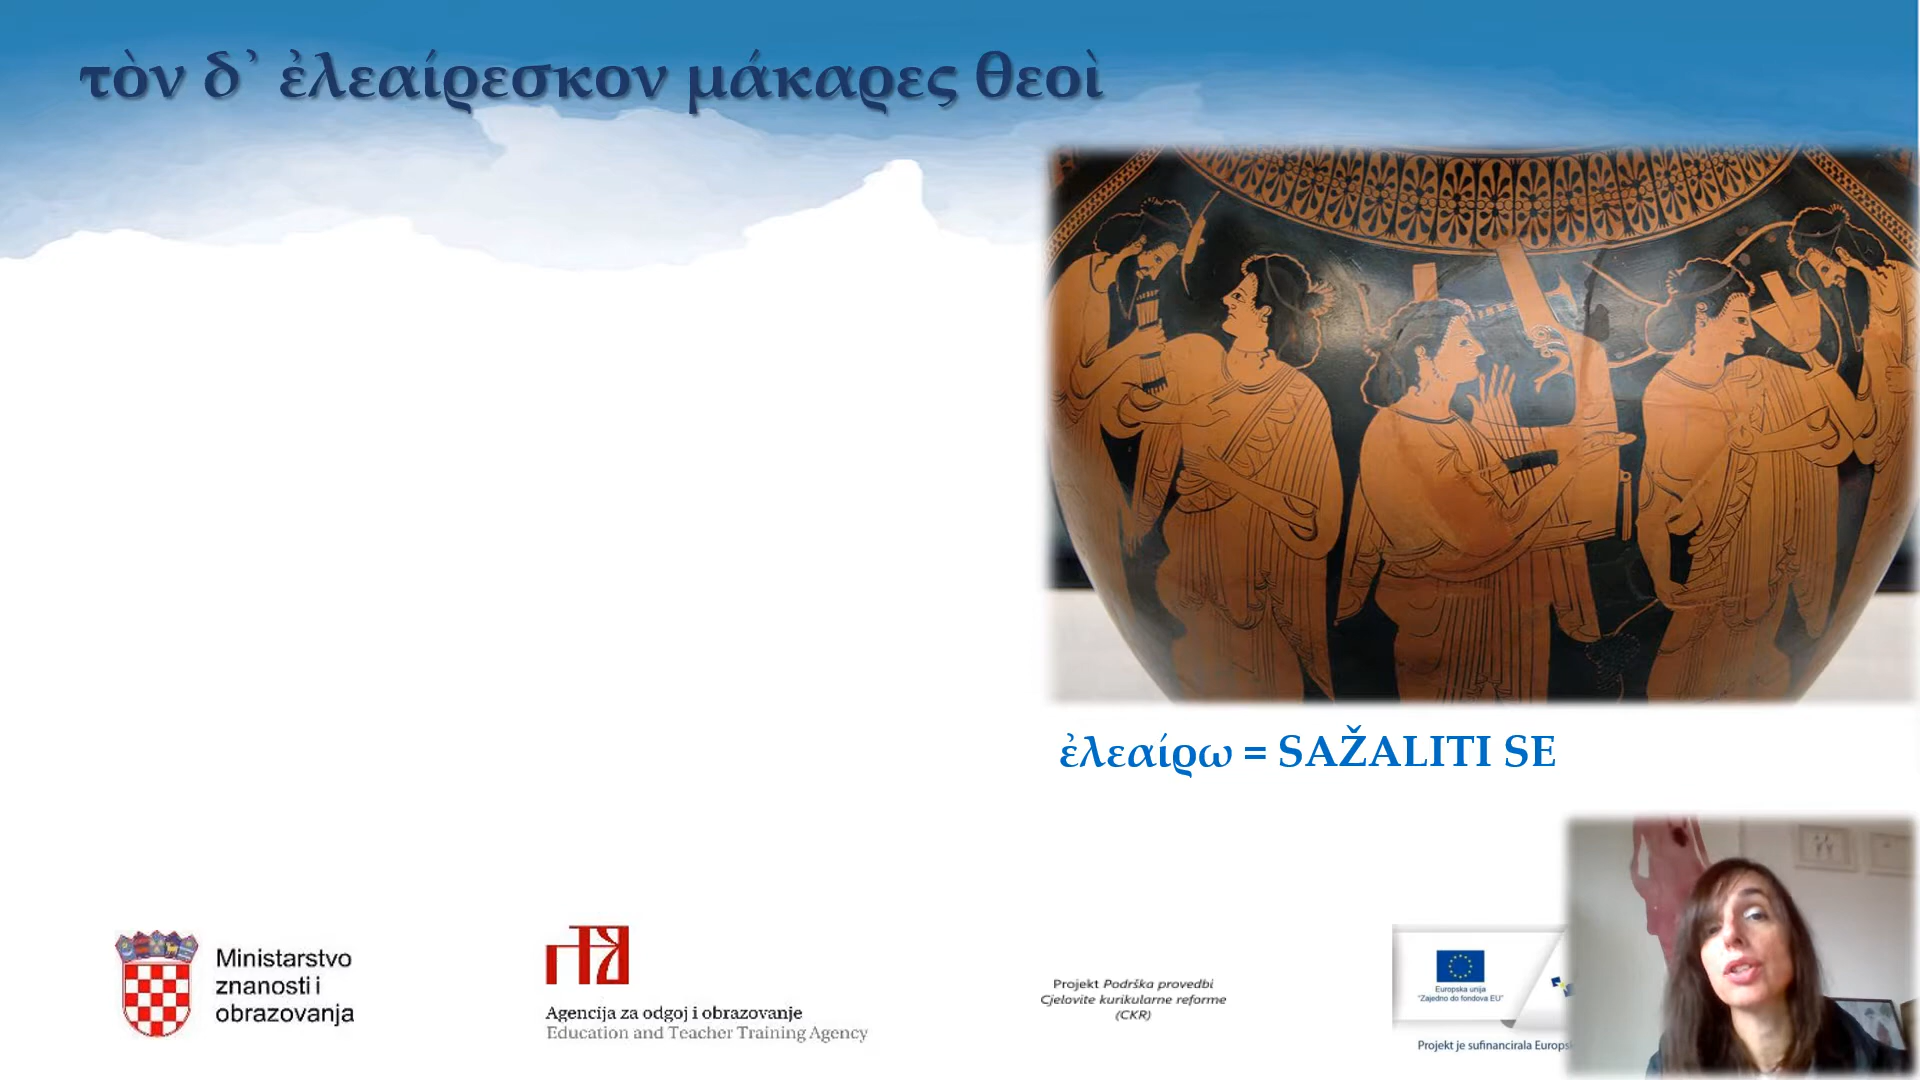 τὸν δ᾽ ἐλεαίρεσκον μάκαρες θεοὶ
ἐλεαίρω = SAŽALITI SE
Ministarstvo
znanosti i
obrazovanja
Agencija za odgoj i obrazovanje
Education and Teacher Training Agency
Projekt Podrška provedbi
Cjelovite kurikularne reforme
(CKR)
Europska unija
"Zajedno do fondova EU"
Projekt je sufinancirala